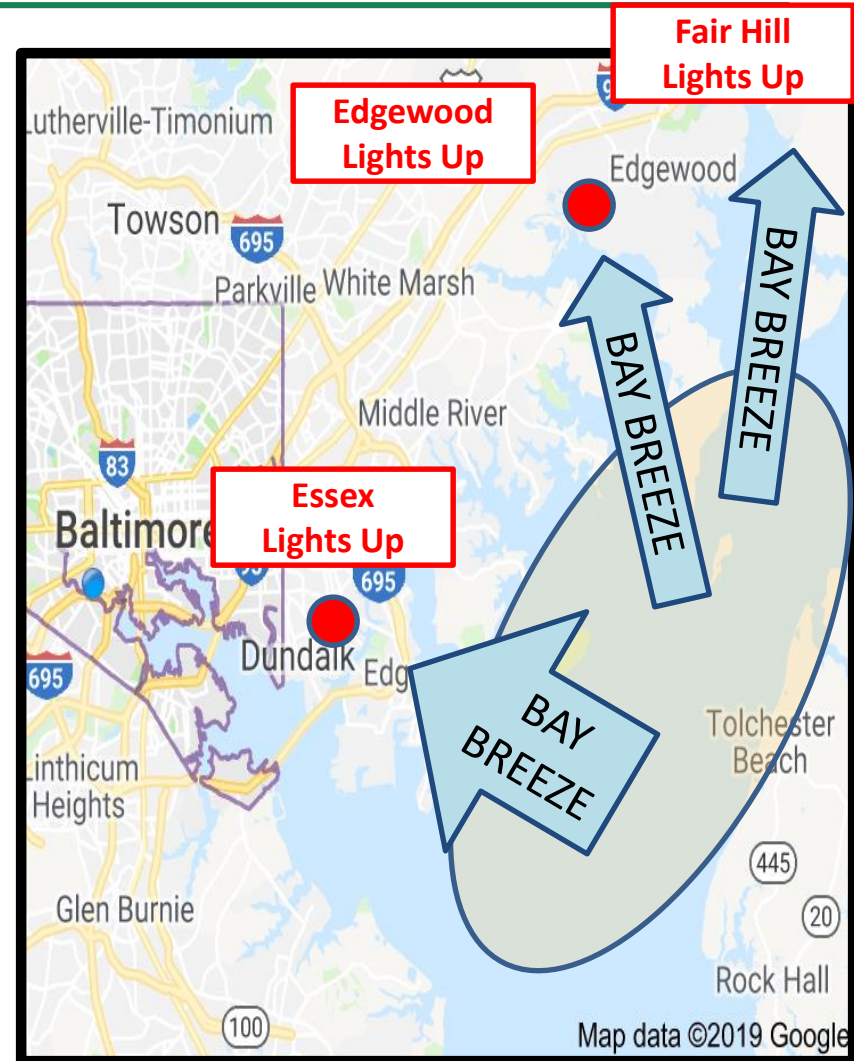 Fair Hill
Lights Up
Edgewood
Lights Up
Lutherville-Timonium
Edgewood
Towson
695
Parkville
White Marsh
BAY BREEZE
BAY BREEZE
Middle River
83
Essex
Lights Up
Baltimore
695
Dundalk
Edg
695
BAY
BREEZE
Tolchester
Beach
Linthicum
Heights
445
Glen Burnie
20
Rock Hall
100
Map data ©2019 Google